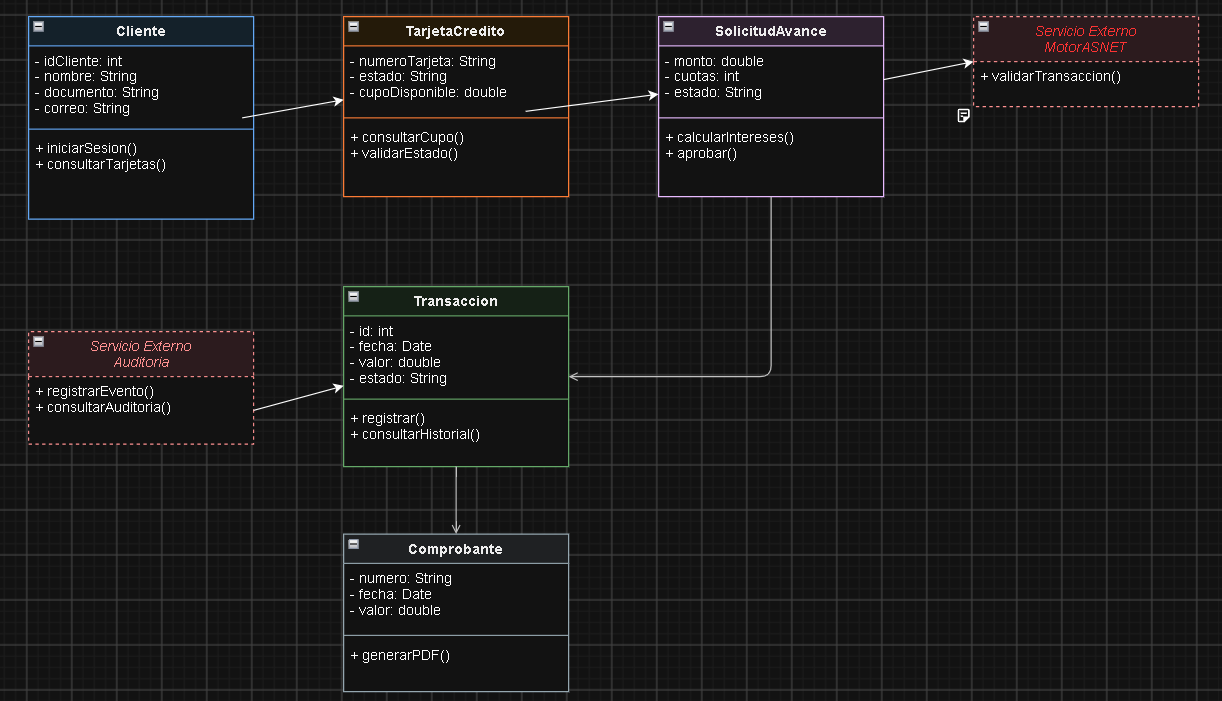 Cliente
- idCliente: int
- nombre: String
- documento: String
- correo: String
+ iniciarSesion()
+ consultarTarjetas()
TarjetaCredito
- numeroTarjeta: String
- estado: String
- cupoDisponible: double
+ consultarCupo()
+ validarEstado()
SolicitudAvance
- monto: double
- cuotas: int
- estado: String
+ calcularIntereses()
+ aprobar()
Servicio Externo
MotorASNET
+ validarTransaccion()
Servicio Externo
Auditoria
+ registrarEvento()
+ consultarAuditoria()
Transaccion
- id: int
- fecha: Date
- valor: double
- estado: String
+ registrar()
+ consultarHistorial()
Comprobante
- numero: String
- fecha: Date
- valor: double
+ generarPDF()